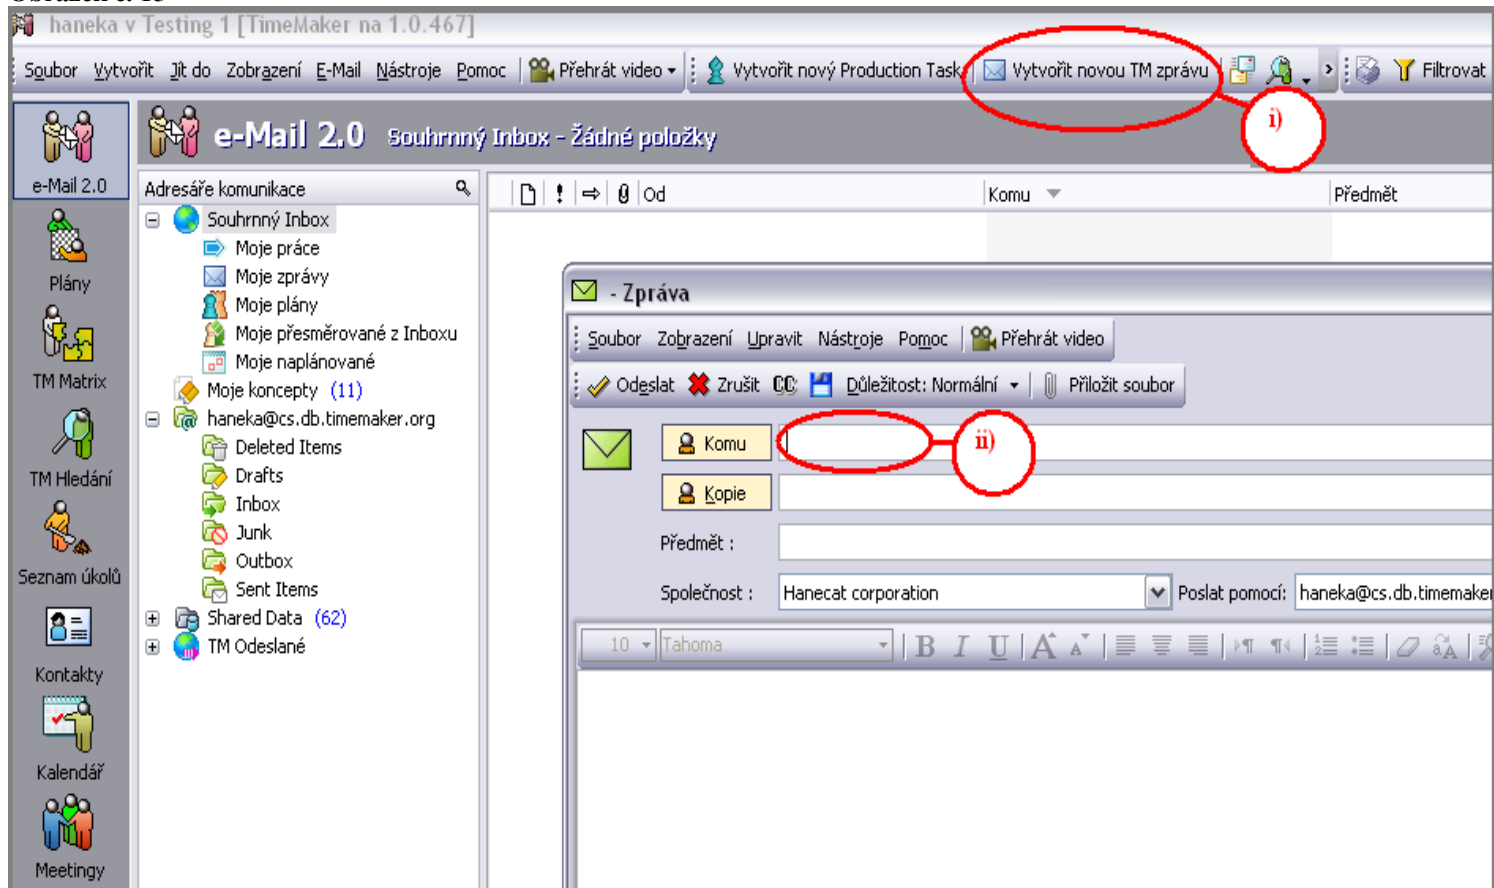 haneka v Testing 1 [TimeMaker na 1.0.467]
Soubor Vytvořit Jít do Zobrazení E-Mail Nástroje Pomoc Přehrát video Vytvořit nový Production Task Vytvořit novou TM zprávu Filtrovat
i)
e-Mail 2.0 Souhrnný Inbox - Žádné položky
e-Mail 2.0
Plány
TM Matrix
TM Hledání
Seznam úkolů
Kontakty
Kalendář
Meetingy
Adresáře komunikace
Souhrnný Inbox
Moje práce
Moje zprávy
Moje plány
Moje přesměrované z Inboxu
Moje naplánované
Moje koncepty (11)
haneka@cs.db.timemaker.org
Deleted Items
Drafts
Inbox
Junk
Outbox
Sent Items
Shared Data (62)
TM Odeslané
! Od Komu Předmět
- Zpráva
Soubor Zobrazení Upravit Nástroje Pomoc Přehrát video
Odeslat Zrušit CC Důležitost: Normální Přiložit soubor
Komu
ii)
Kopie
Předmět :
Společnost : Hanecat corporation Poslat pomocí: haneka@cs.db.timemaker
10 Tahoma B I U A A